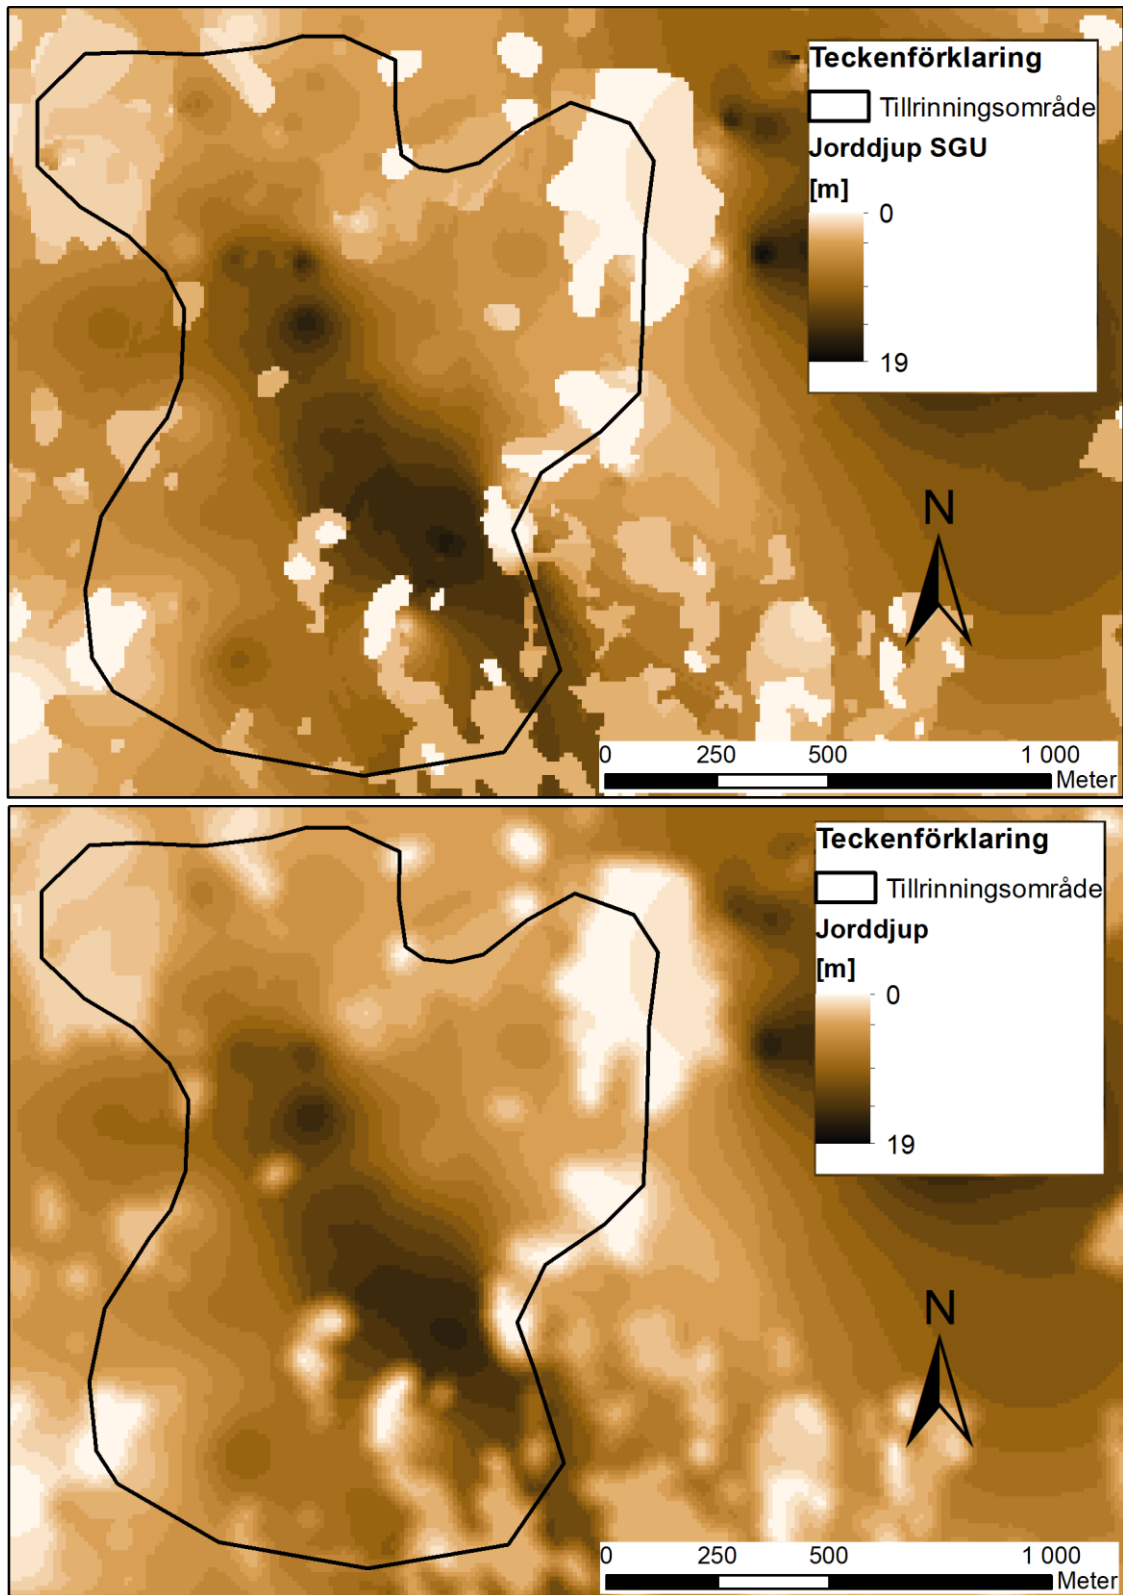 Teckenförklaring
Tillrinningsområde
Jorddjup SGU
[m]
0
19
N
0 250 500 1 000
Meter
Teckenförklaring
Tillrinningsområde
Jorddjup
[m]
0
19
N
0 250 500 1 000
Meter